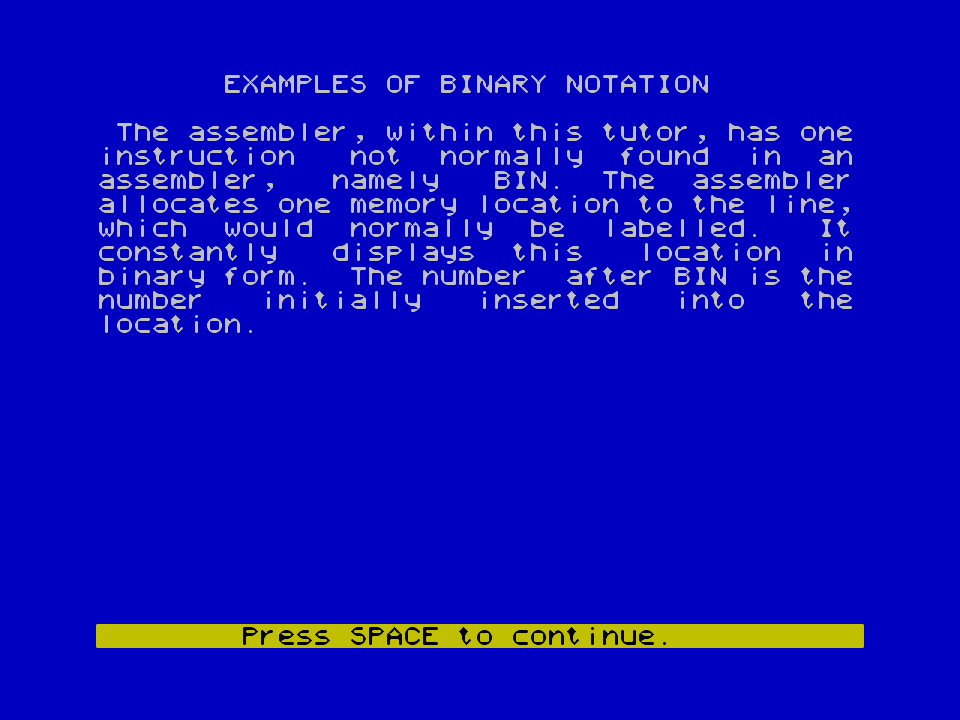 EXAMPLES OF BINARY NOTATION
The assembler, within this tutor, has one
instruction not normally found in an
assembler, namely BIN. The assembler
allocates one memory location to the line,
which would normally be labelled. It
constantly displays this location in
binary form. The number after BIN is the
number initially inserted into the
location.
Press SPACE to continue.